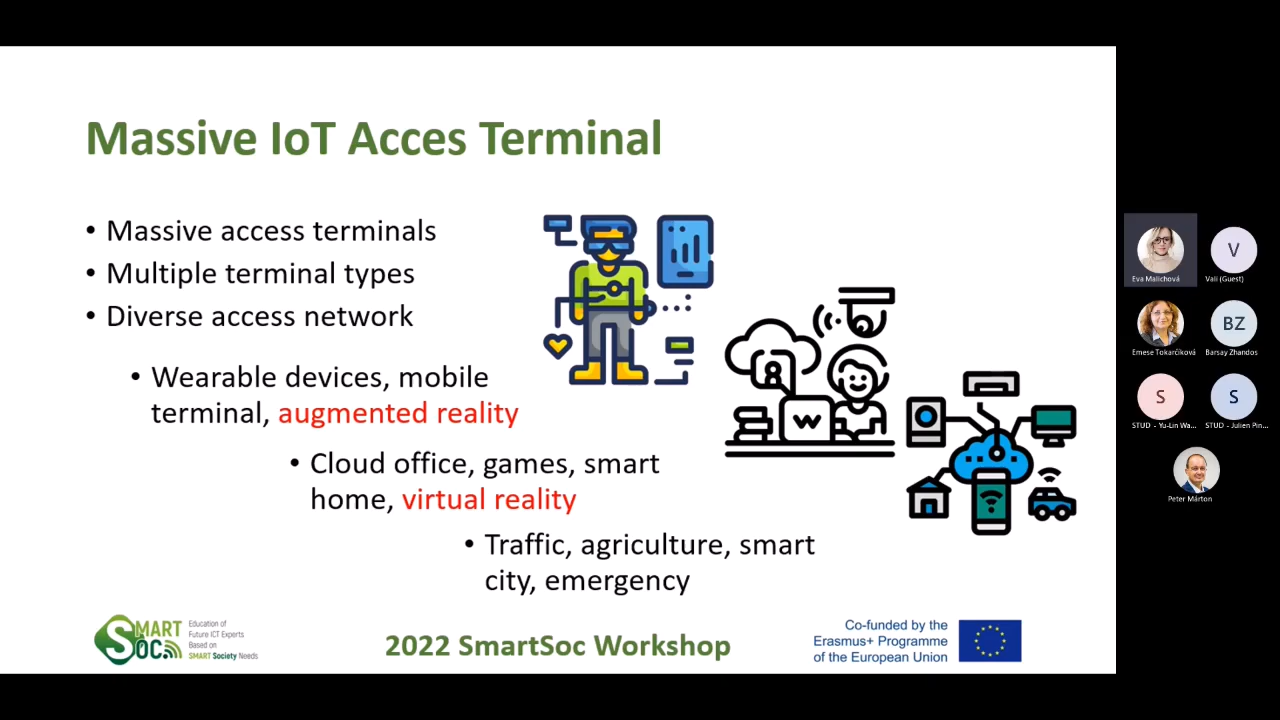 Massive IoT Acces Terminal
• Massive access terminals
• Multiple terminal types
• Diverse access network
• Wearable devices, mobile
terminal, augmented reality
• Cloud office, games, smart
home, virtual reality
• Traffic, agriculture, smart
city, emergency
W
SMART
SOC
Education of
Future ICT Experts
Based on
SMART Society Needs
2022 SmartSoc Workshop
Co-funded by the
Erasmus+ Programme
of the European Union
Eva Malichová
V
Vali (Guest)
Emese Tokarčíková
BZ
Barsay Zhandos
S
STUD - Yu-Lin Wa...
S
STUD - Julien Pin...
Peter Márton